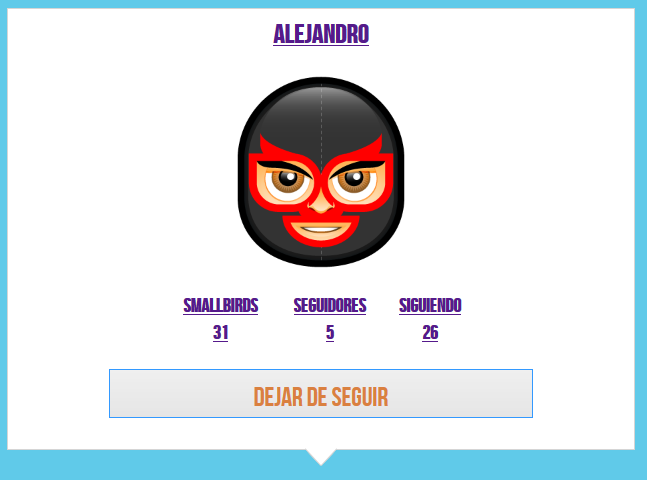 ALEJANDRO
SMALLBIRDS SEGUIDORES SIGUIENDO
31 5 26
DEJAR DE SEGUIR